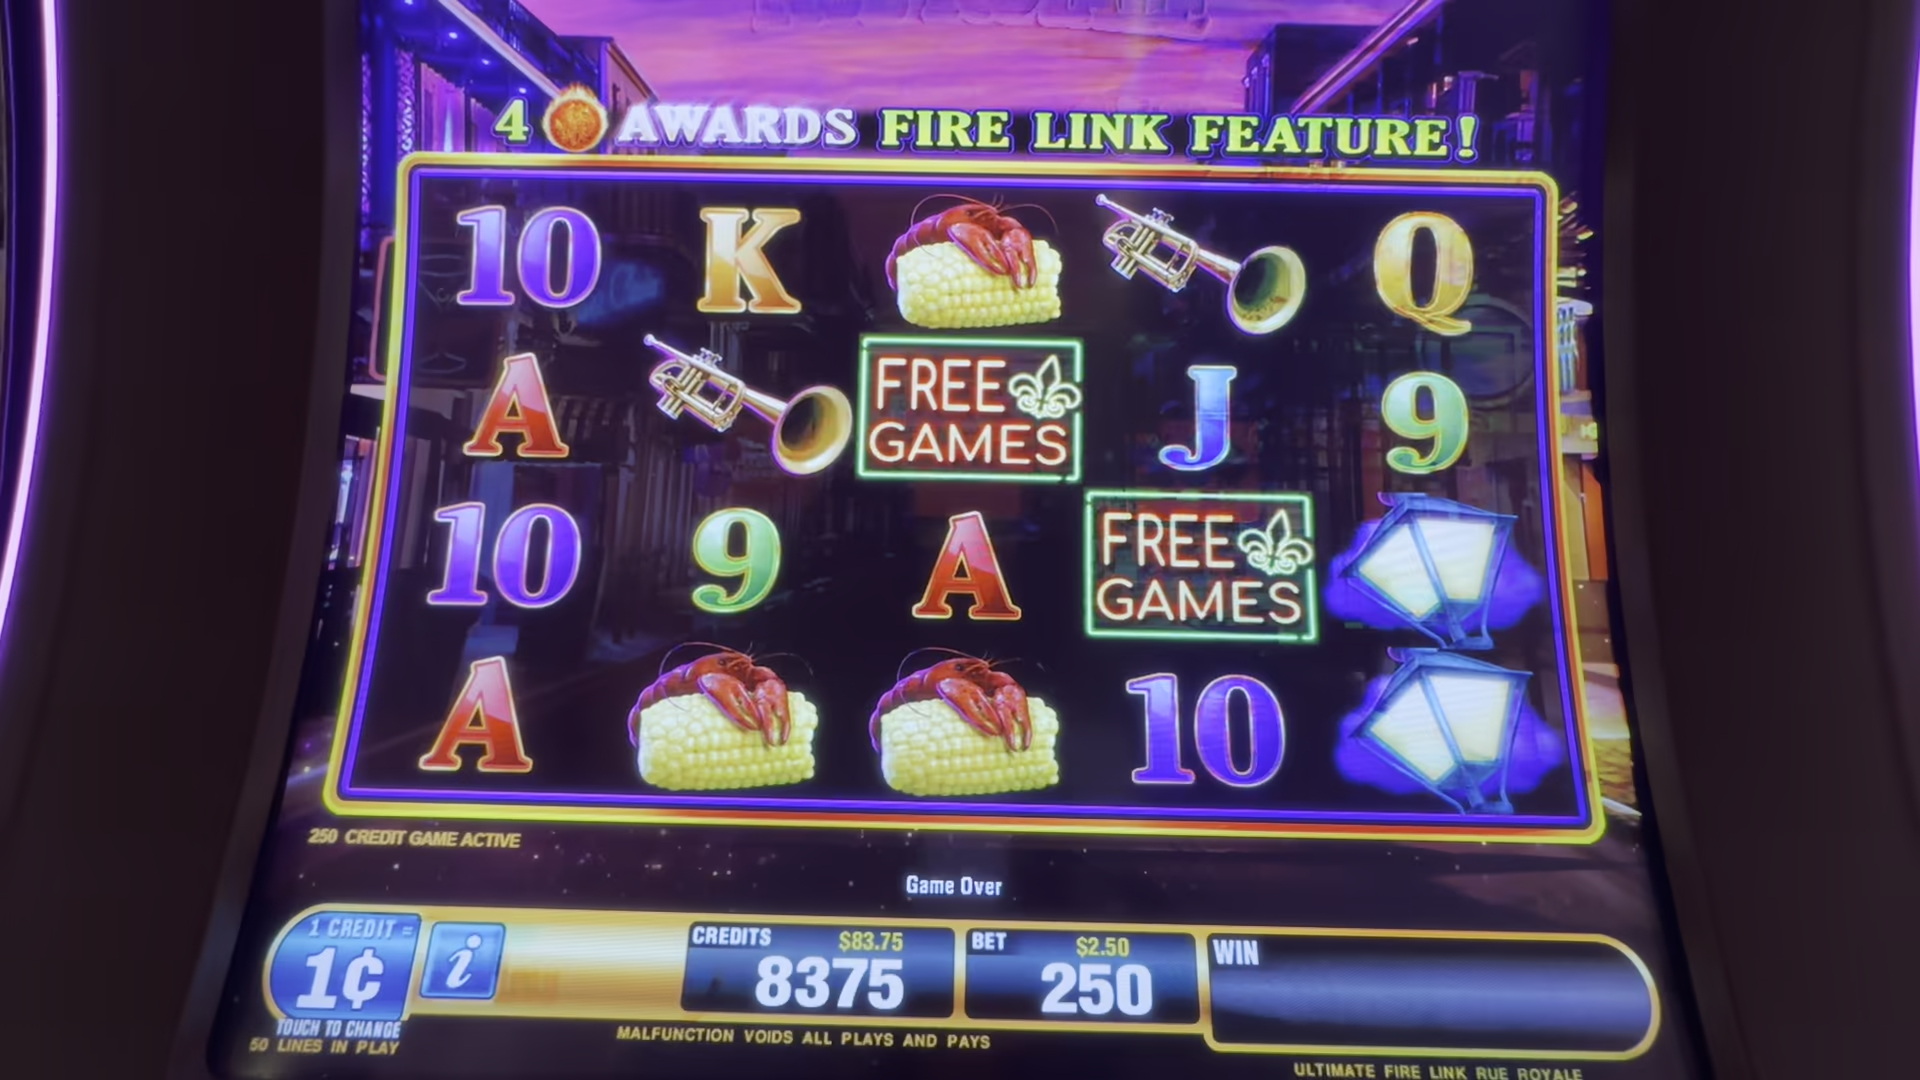 4 AWARDS FIRE LINK FEATURE!
10 K Q
A FREE GAMES J 9
10 9 A FREE GAMES
A 10
250 CREDIT GAME ACTIVE
Game Over
1 CREDIT =
1¢
TOUCH TO CHANGE
50 LINES IN PLAY
i
CREDITS $83.75
8375
BET $2.50
250
WIN
MALFUNCTION VOIDS ALL PLAYS AND PAYS
ULTIMATE FIRE LINK RUE ROYALE